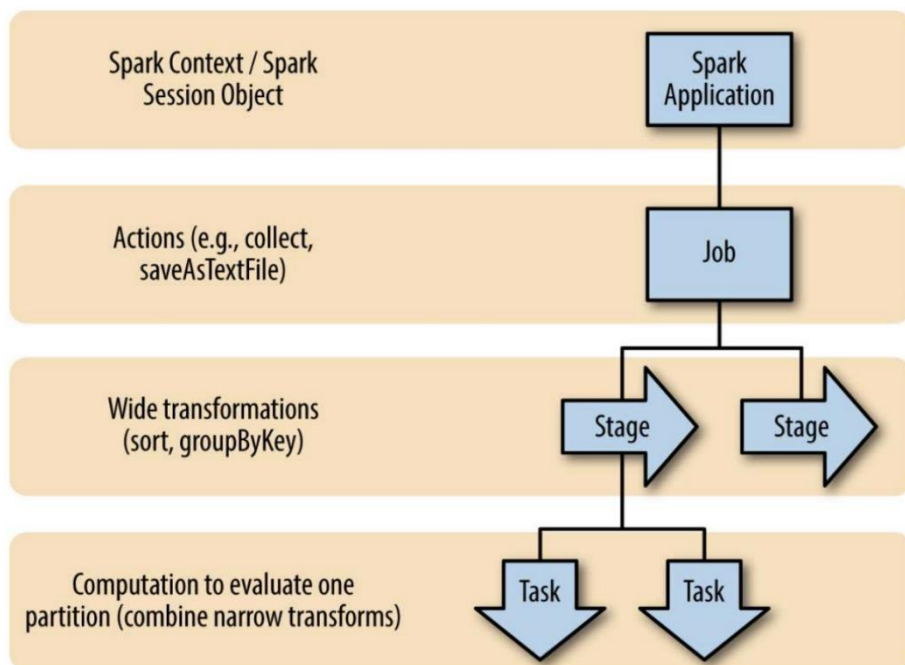 Spark Context / Spark
Session Object
Spark
Application
Actions (e.g., collect,
saveAsTextFile)
Job
Wide transformations
(sort, groupByKey)
Stage
Stage
Computation to evaluate one
partition (combine narrow transforms)
Task
Task